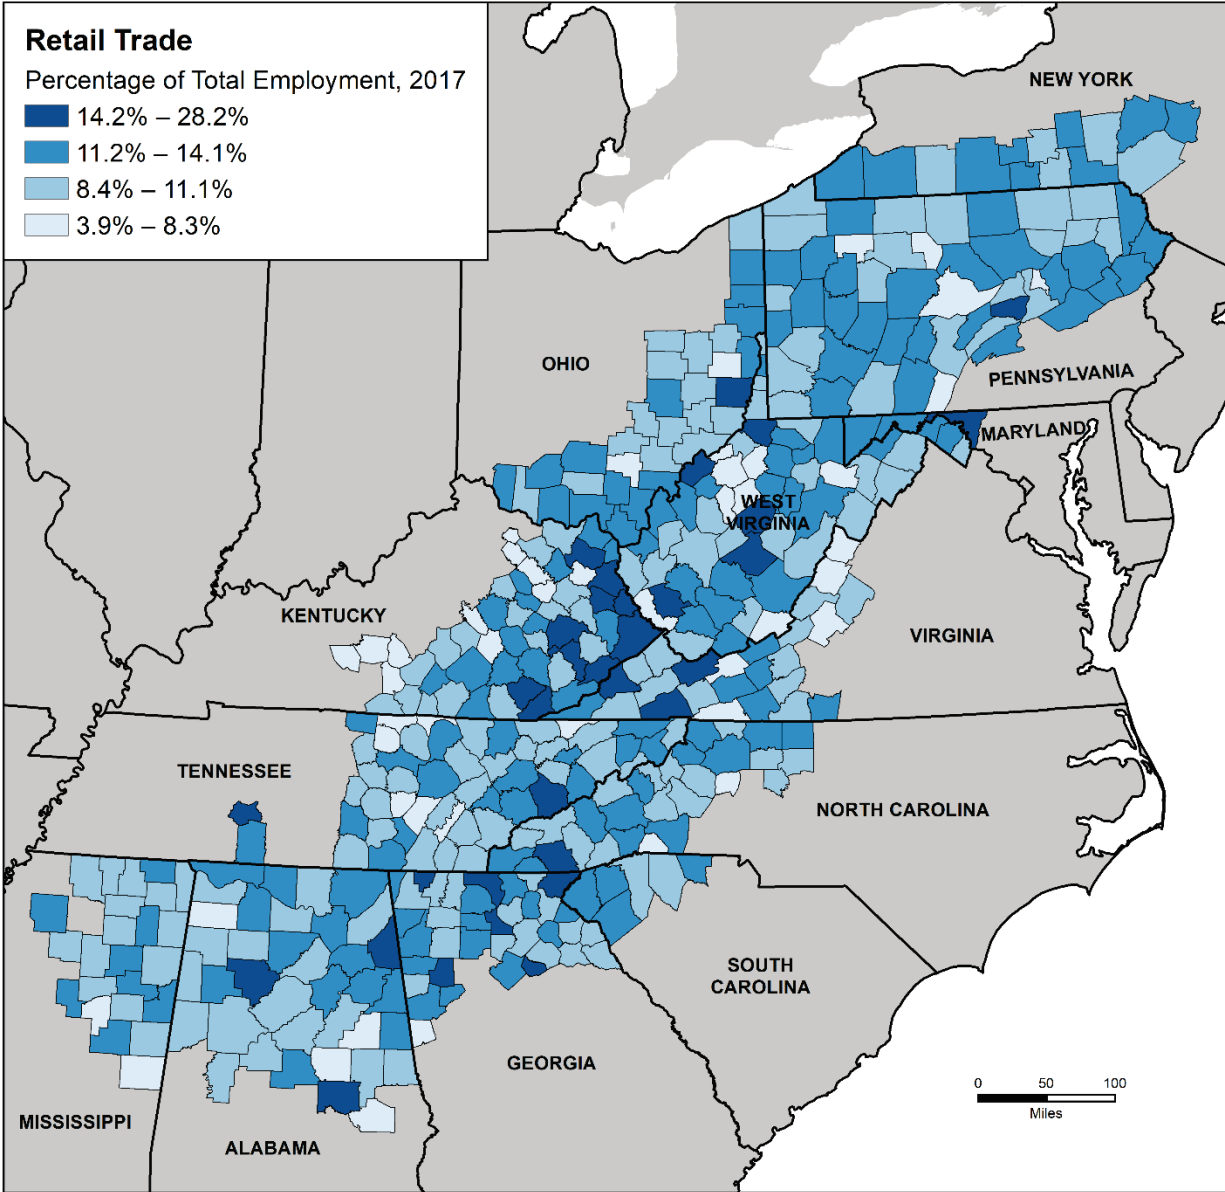 Retail Trade
Percentage of Total Employment, 2017
14.2% – 28.2%
11.2% – 14.1%
8.4% – 11.1%
3.9% – 8.3%
NEW YORK
OHIO
PENNSYLVANIA
MARYLAND
WEST
VIRGINIA
KENTUCKY
VIRGINIA
TENNESSEE
NORTH CAROLINA
SOUTH
CAROLINA
GEORGIA
MISSISSIPPI
ALABAMA
0 50 100
Miles